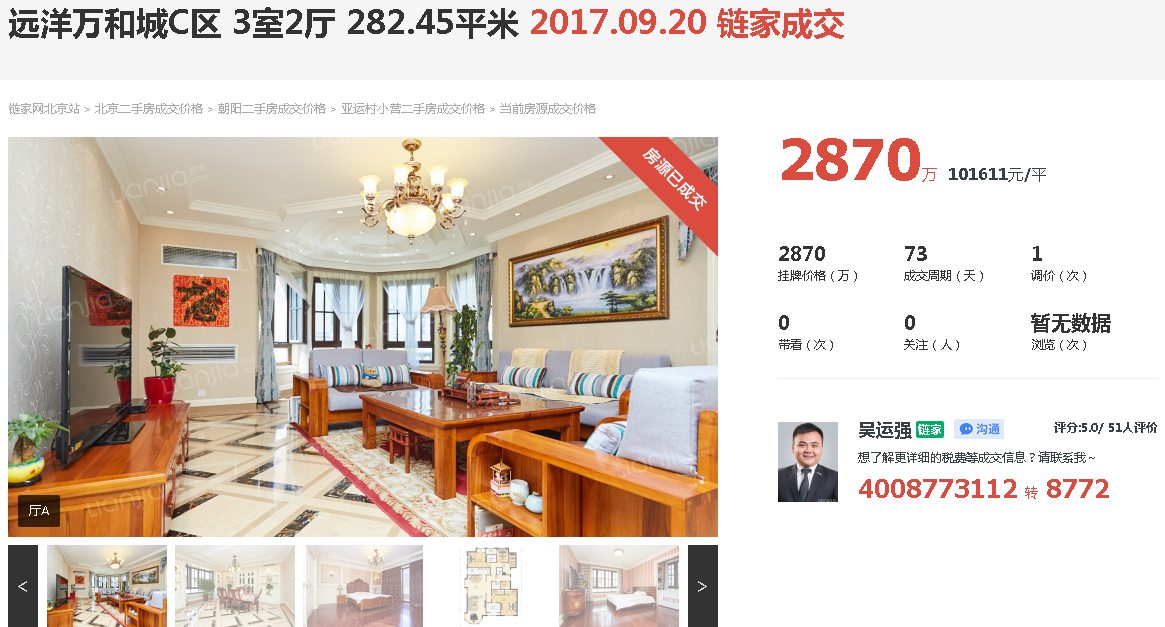 远洋万和城C区 3室2厅 282.45平米 2017.09.20 链家成交
链家网北京站 > 北京二手房成交价格 > 朝阳二手房成交价格 > 亚运村小营二手房成交价格 > 当前房源成交价格
房源已成交
lianjia
厅A
<
>
2870万 101611元/平
2870 73 1
挂牌价格（万） 成交周期（天） 调价（次）
0 0 暂无数据
带看（次） 关注（人） 浏览（次）
吴运强 链家 沟通 评分:5.0/ 51人评价
想了解更详细的税费等成交信息？请联系我~
4008773112 转 8772